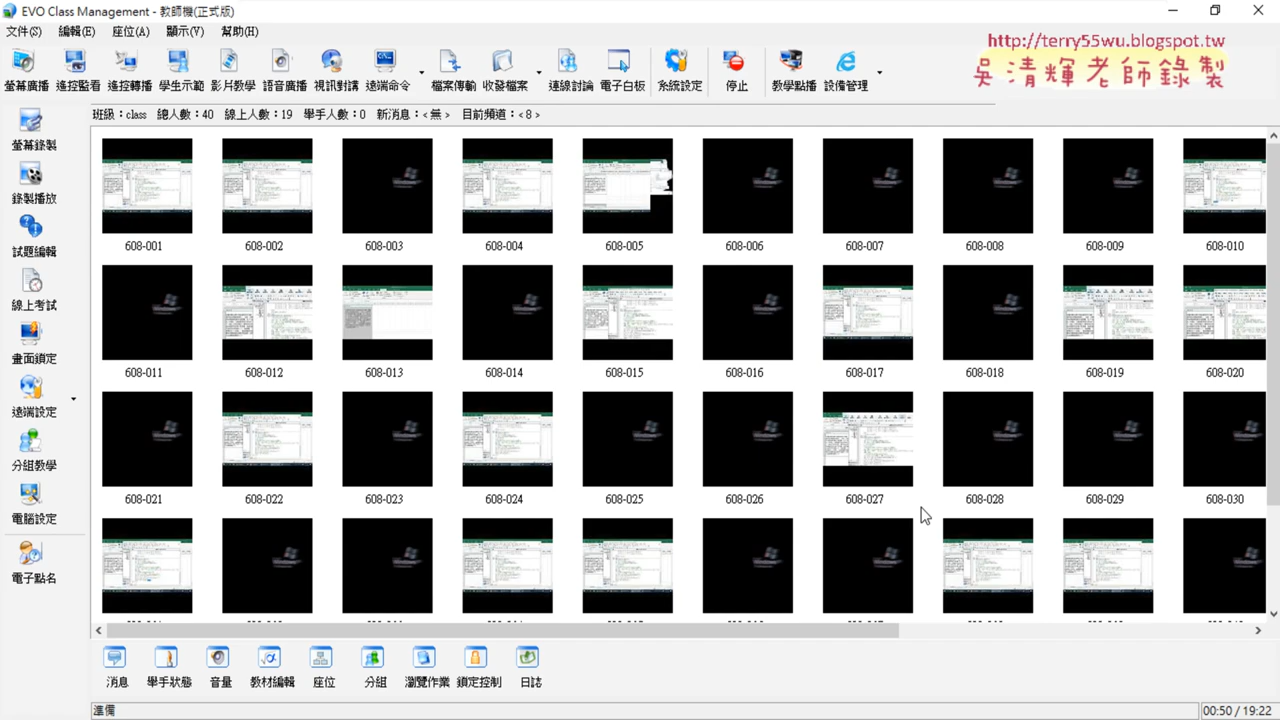 EVO Class Management - 教師機(正式版)
http://terry55wu.blogspot.tw
吳清輝老師錄製
文件(S) 編輯(E) 座位(A) 顯示(V) 幫助(H)
螢幕廣播 遙控監看 遙控轉播 學生示範 影片教學 語音廣播 視訊對講 遠端命令 檔案傳輸 收發檔案 連線討論 電子白板 系統設定 停止 教學點播 設備管理
班級：class 總人數：40 線上人數：19 舉手人數：0 新消息：<無> 目前頻道：<8>
螢幕錄製
錄製播放
試題編輯
線上考試
畫面鎖定
遠端設定
分組教學
電腦設定
電子點名
608-001 608-002 608-003 608-004 608-005 608-006 608-007 608-008 608-009 608-010
608-011 608-012 608-013 608-014 608-015 608-016 608-017 608-018 608-019 608-020
608-021 608-022 608-023 608-024 608-025 608-026 608-027 608-028 608-029 608-030
消息 舉手狀態 音量 教材編輯 座位 分組 瀏覽作業 鎖定控制 日誌
準備
00:50 / 19:22